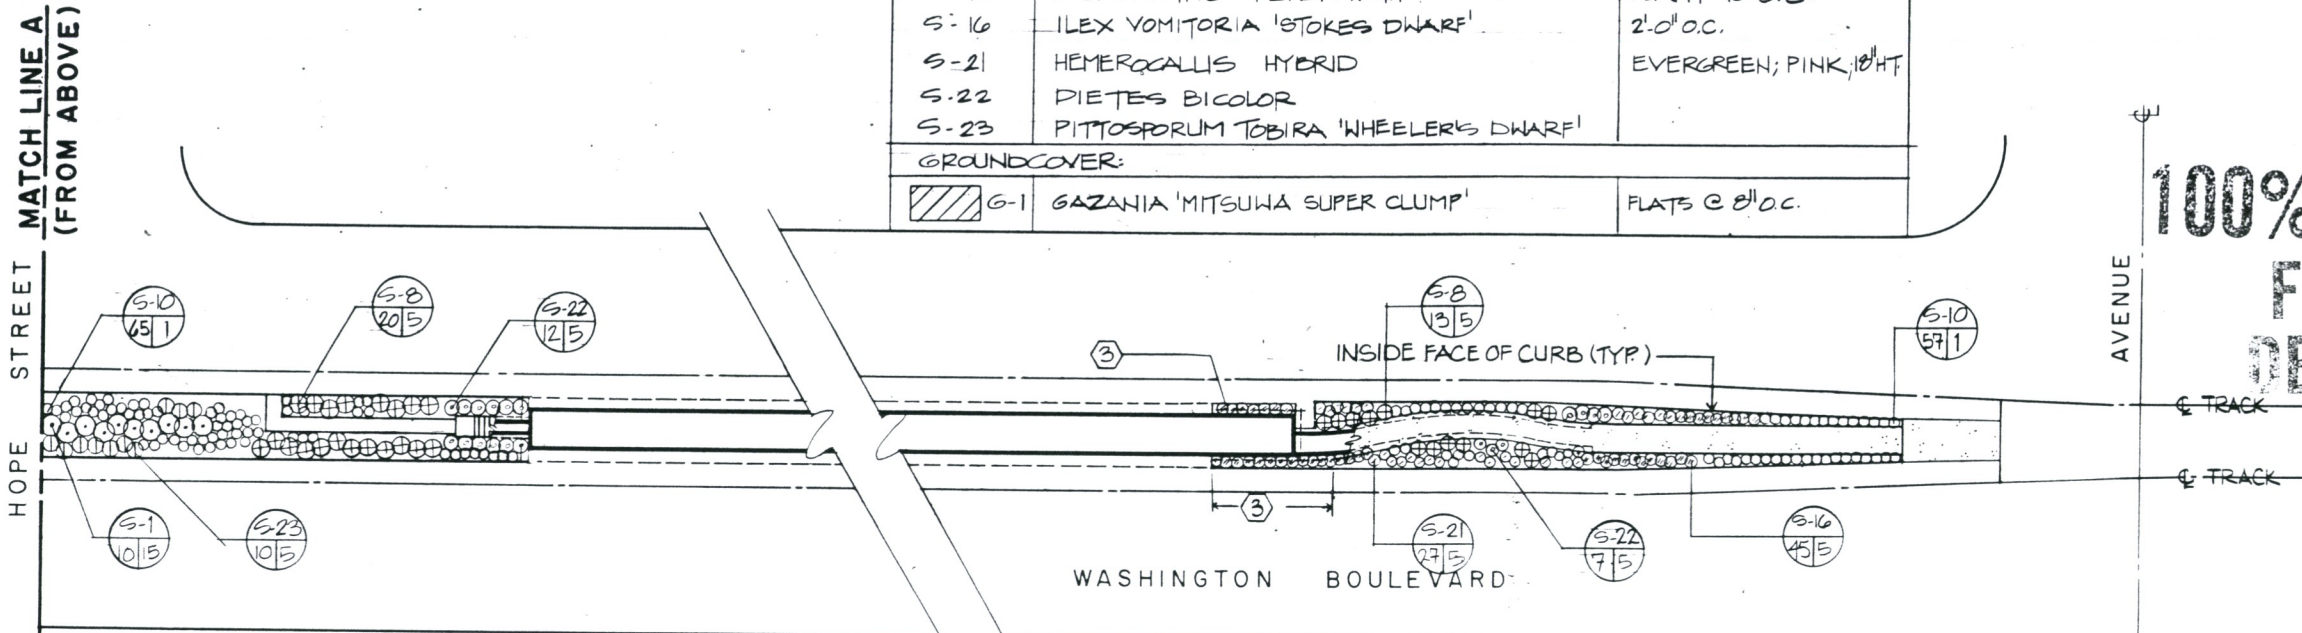 MATCH LINE A
(FROM ABOVE)
S-16 ILEX VOMITORIA 'STOKES DWARF' 2'-0" O.C.
S-21 HEMEROCALLIS HYBRID EVERGREEN; PINK; 18" HT.
S-22 DIETES BICOLOR
S-23 PITTOSPORUM TOBIRA 'WHEELER'S DWARF'
GROUNDCOVER:
G-1 GAZANIA 'MITSUWA SUPER CLUMP' FLATS @ 8" O.C.
100%
F
DE
HOPE STREET
AVENUE
S-10
65 1
S-8
20 5
S-22
12 5
S-8
13 5
S-10
57 1
3
INSIDE FACE OF CURB (TYP.)
℄ TRACK
℄ TRACK
3
S-1
10 15
S-23
10 5
S-21
27 5
S-22
7 5
S-16
45 5
WASHINGTON BOULEVARD